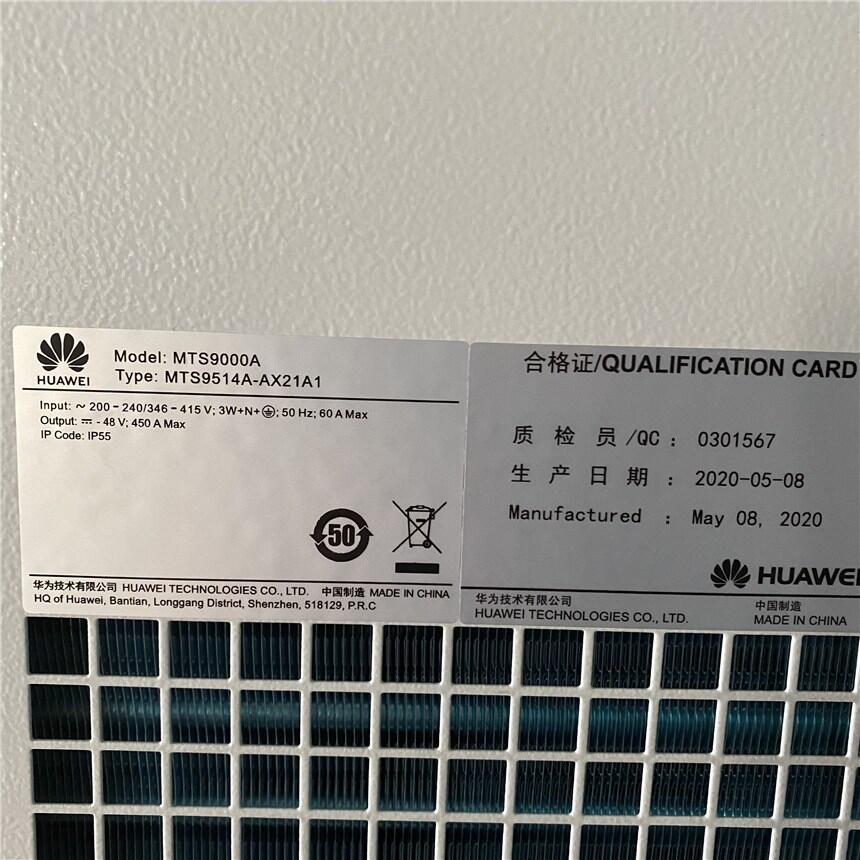 HUAWEI
Model: MTS9000A
Type: MTS9514A-AX21A1
Input: ~ 200-240/346-415 V; 3W+N+⏚; 50 Hz; 60 A Max
Output: ⎓ -48 V; 450 A Max
IP Code: IP55
50
华为技术有限公司 HUAWEI TECHNOLOGIES CO., LTD. 中国制造 MADE IN CHINA
HQ of Huawei, Bantian, Longgang District, Shenzhen, 518129, P.R.C
合格证/QUALIFICATION CARD
质 检 员 /QC : 0301567
生 产 日 期 : 2020-05-08
Manufactured : May 08, 2020
HUAWEI
华为技术有限公司 中国制造
HUAWEI TECHNOLOGIES CO., LTD. MADE IN CHINA